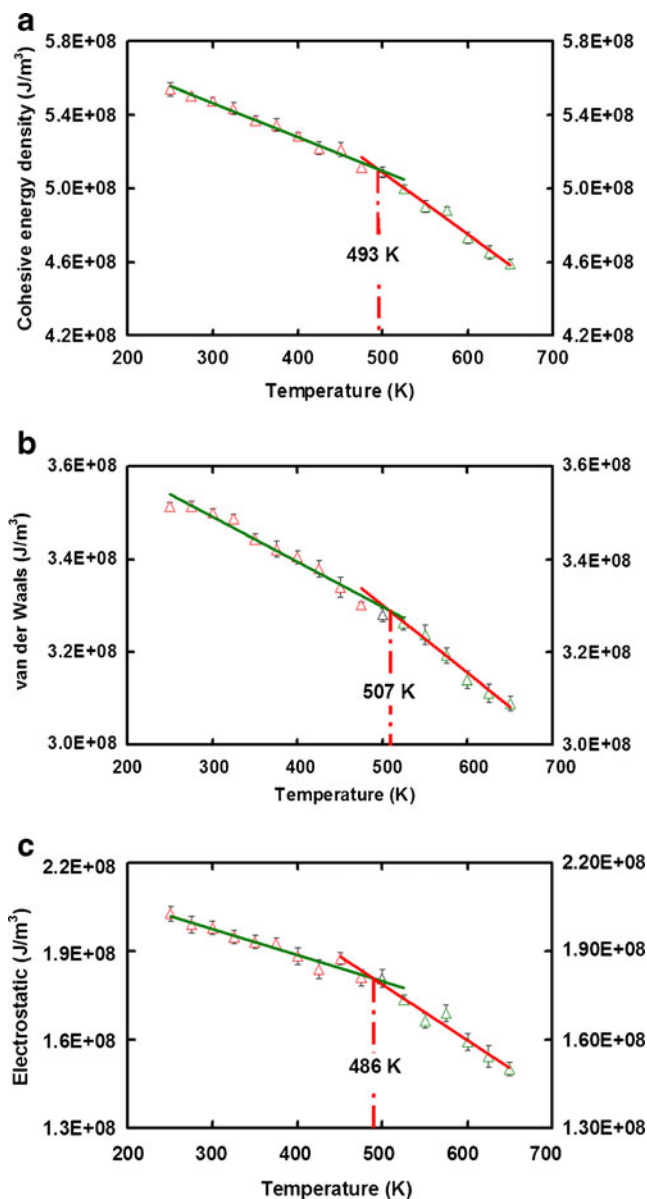 a
5.8E+08 5.8E+08
5.4E+08 5.4E+08
5.0E+08 5.0E+08
4.6E+08 4.6E+08
4.2E+08 4.2E+08
Cohesive energy density (J/m³)
493 K
200 300 400 500 600 700
Temperature (K)
b
3.6E+08 3.6E+08
3.4E+08 3.4E+08
3.2E+08 3.2E+08
3.0E+08 3.0E+08
van der Waals (J/m³)
507 K
200 300 400 500 600 700
Temperature (K)
c
2.2E+08 2.20E+08
1.9E+08 1.90E+08
1.6E+08 1.60E+08
1.3E+08 1.30E+08
Electrostatic (J/m³)
486 K
200 300 400 500 600 700
Temperature (K)